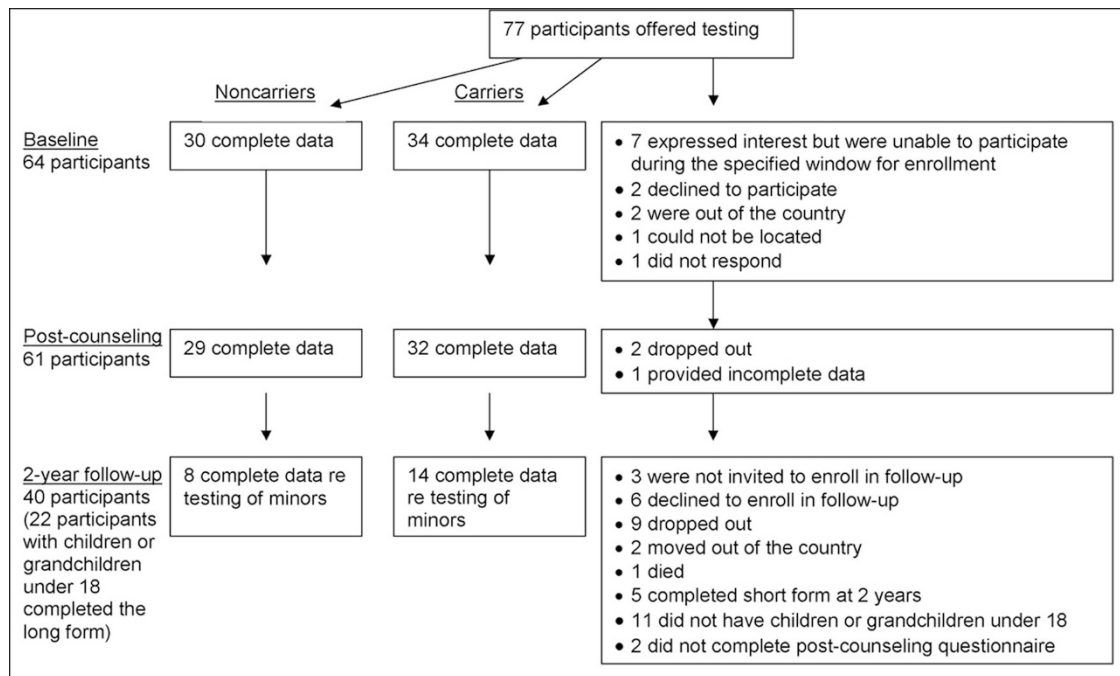 77 participants offered testing
Noncarriers
Carriers
Baseline
64 participants
30 complete data
34 complete data
• 7 expressed interest but were unable to participate
during the specified window for enrollment
• 2 declined to participate
• 2 were out of the country
• 1 could not be located
• 1 did not respond
Post-counseling
61 participants
29 complete data
32 complete data
• 2 dropped out
• 1 provided incomplete data
2-year follow-up
40 participants
(22 participants
with children or
grandchildren
under 18
completed the
long form)
8 complete data re
testing of minors
14 complete data
re testing of
minors
• 3 were not invited to enroll in follow-up
• 6 declined to enroll in follow-up
• 9 dropped out
• 2 moved out of the country
• 1 died
• 5 completed short form at 2 years
• 11 did not have children or grandchildren under 18
• 2 did not complete post-counseling questionnaire